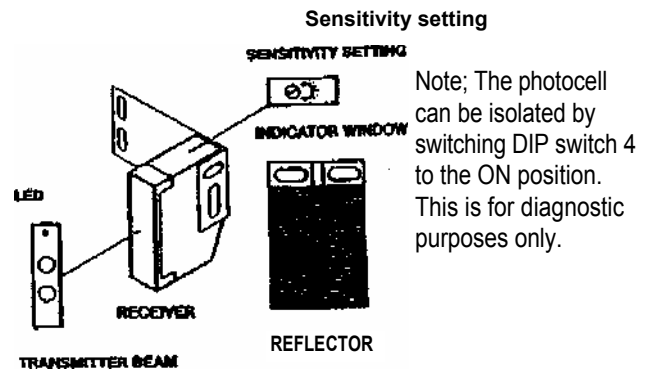 Sensitivity setting
SENSITIVITY SETTING
INDICATOR WINDOW
Note; The photocell
can be isolated by
switching DIP switch 4
to the ON position.
This is for diagnostic
purposes only.
LED
RECEIVER
REFLECTOR
TRANSMITTER BEAM